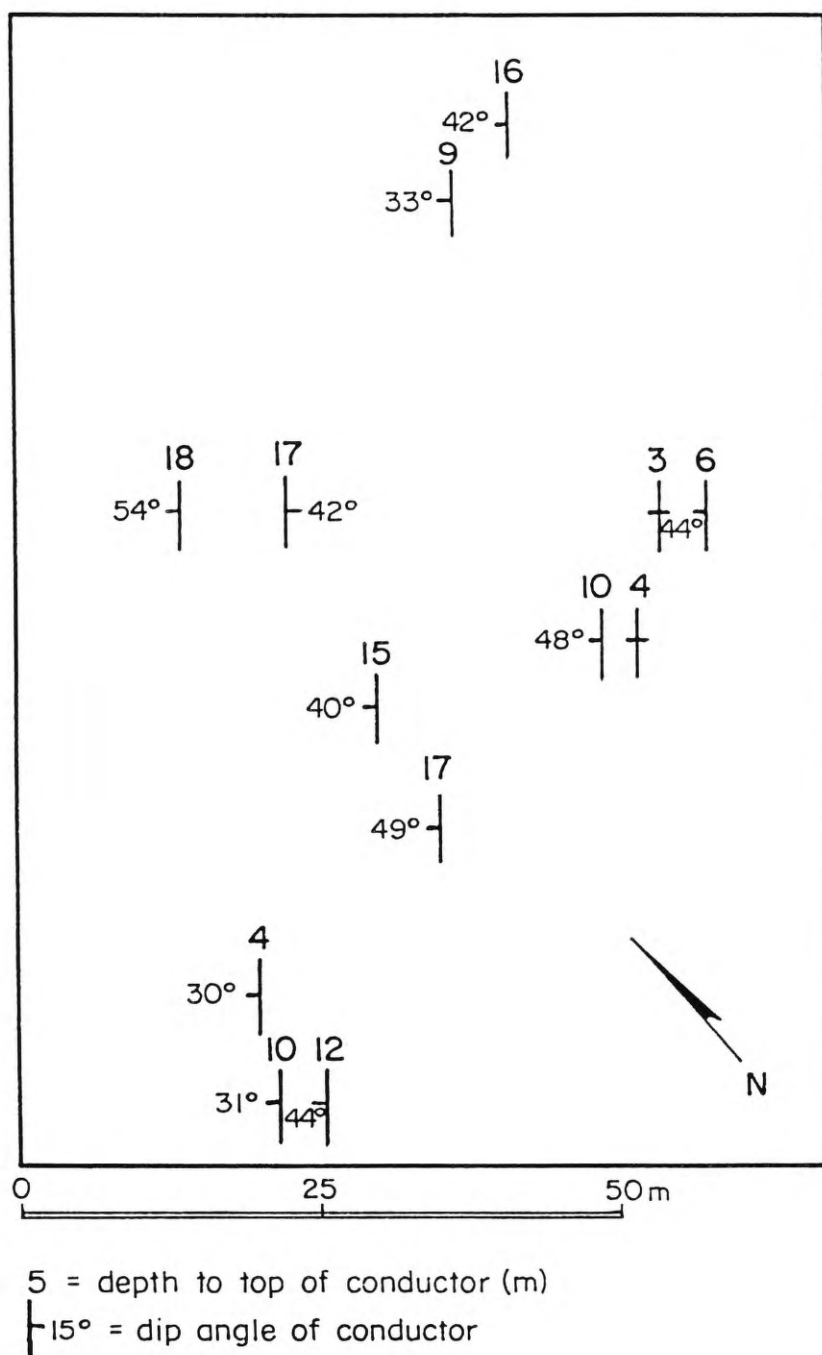 16
42°
9
33°
18 17 3 6
54° 42° 44°
10 4
48°
15
40°
17
49°
4
30°
10 12
31° 44°
N
0 25 50 m
5 = depth to top of conductor (m)
15° = dip angle of conductor